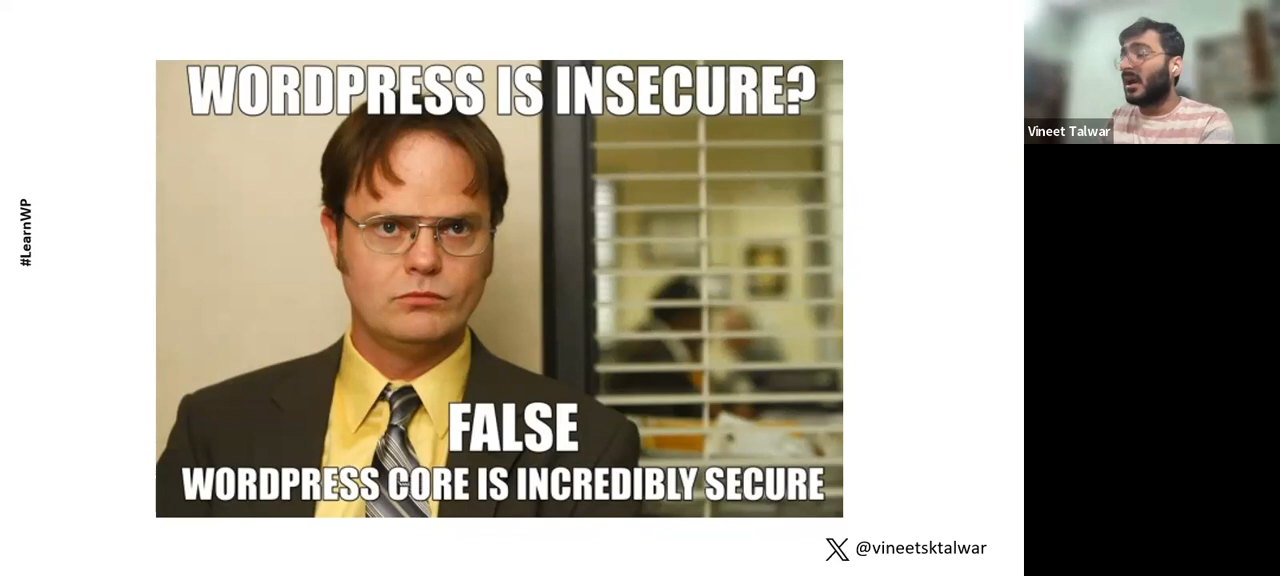 #LearnWP
WORDPRESS IS INSECURE?
FALSE
WORDPRESS CORE IS INCREDIBLY SECURE
@vineetsktalwar
Vineet Talwar